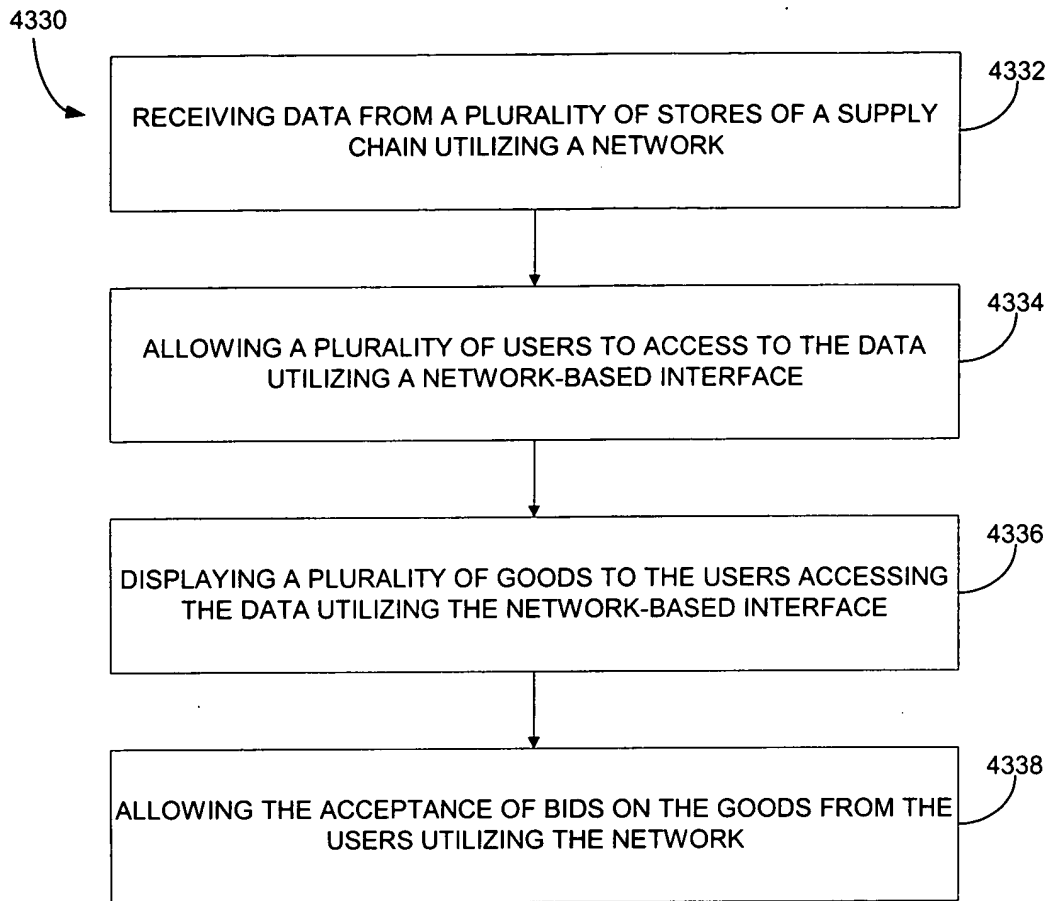 4330
4332
RECEIVING DATA FROM A PLURALITY OF STORES OF A SUPPLY
CHAIN UTILIZING A NETWORK
4334
ALLOWING A PLURALITY OF USERS TO ACCESS TO THE DATA
UTILIZING A NETWORK-BASED INTERFACE
4336
DISPLAYING A PLURALITY OF GOODS TO THE USERS ACCESSING
THE DATA UTILIZING THE NETWORK-BASED INTERFACE
4338
ALLOWING THE ACCEPTANCE OF BIDS ON THE GOODS FROM THE
USERS UTILIZING THE NETWORK